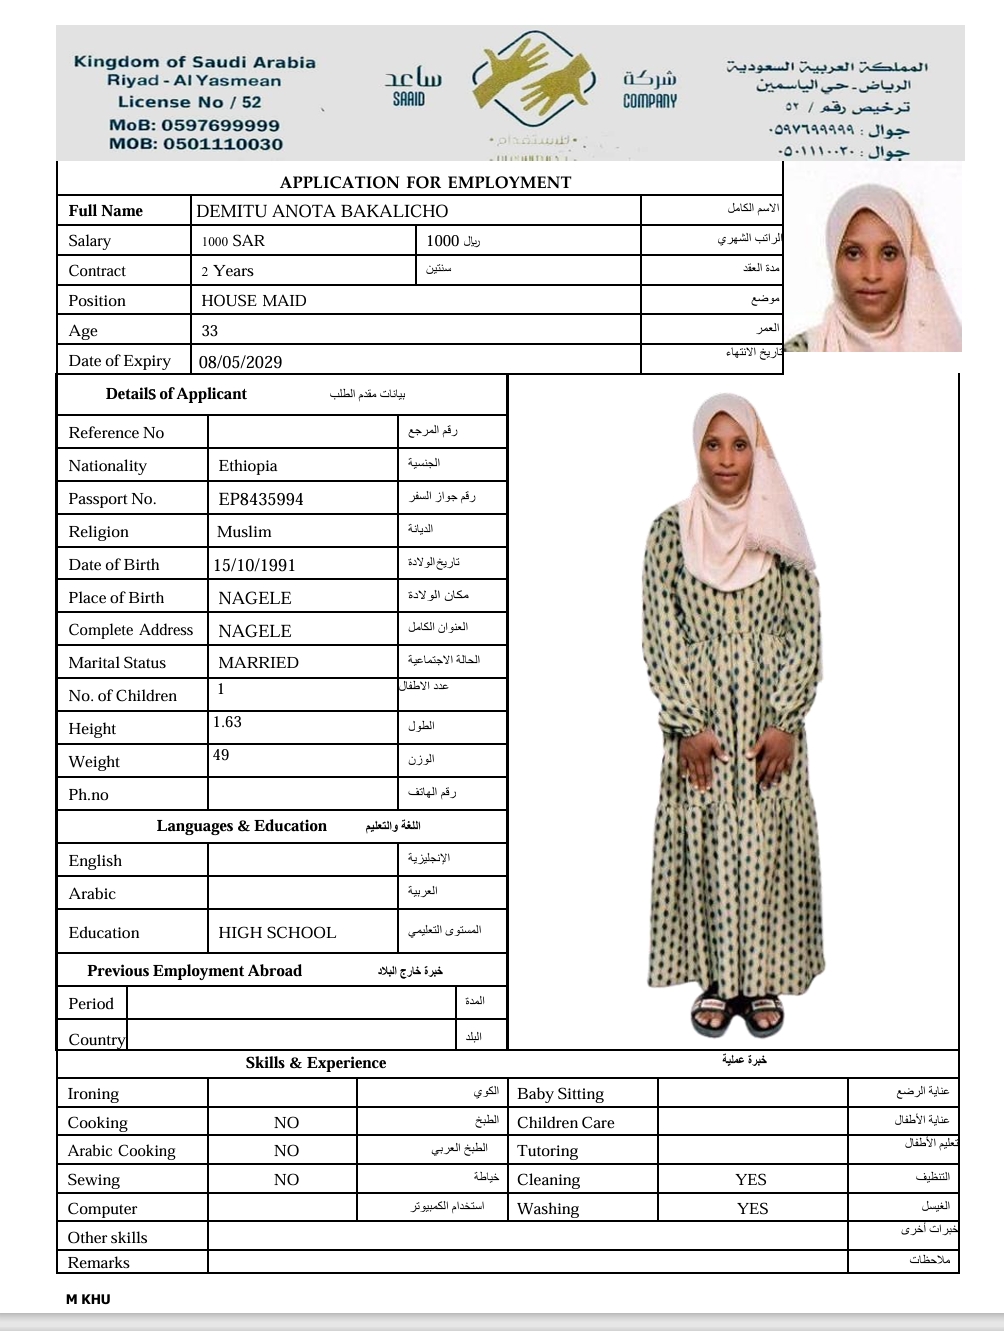 Kingdom of Saudi Arabia
Riyad - Al Yasmean
License No / 52
MoB: 0597699999
MOB: 0501110030
ساعد
SAAID
شركة
COMPANY
للاستقدام
المملكة العربية السعودية
الرياض - حي الياسمين
ترخيص رقم / ٥٢
جوال : ٠٥٩٧٦٩٩٩٩٩
جوال : ٠٥٠١١١٠٠٣٠
APPLICATION FOR EMPLOYMENT
Full Name DEMITU ANOTA BAKALICHO الاسم الكامل
Salary 1000 SAR 1000 ريال الراتب الشهري
Contract 2 Years سنتين مدة العقد
Position HOUSE MAID موضع
Age 33 العمر
Date of Expiry 08/05/2029 تاريخ الانتهاء
Details of Applicant بيانات مقدم الطلب
Reference No رقم المرجع
Nationality Ethiopia الجنسية
Passport No. EP8435994 رقم جواز السفر
Religion Muslim الديانة
Date of Birth 15/10/1991 تاريخ الولادة
Place of Birth NAGELE مكان الولادة
Complete Address NAGELE العنوان الكامل
Marital Status MARRIED الحالة الاجتماعية
No. of Children 1 عدد الاطفال
Height 1.63 الطول
Weight 49 الوزن
Ph.no رقم الهاتف
Languages & Education اللغة والتعليم
English الإنجليزية
Arabic العربية
Education HIGH SCHOOL المستوى التعليمي
Previous Employment Abroad خبرة خارج البلاد
Period المدة
Country البلد
Skills & Experience خبرة عملية
Ironing الكوي Baby Sitting عناية الرضع
Cooking NO الطبخ Children Care عناية الأطفال
Arabic Cooking NO الطبخ العربي Tutoring تعليم الأطفال
Sewing NO خياطة Cleaning YES التنظيف
Computer استخدام الكمبيوتر Washing YES الغيسل
Other skills خبرات أخرى
Remarks ملاحظات
M KHU